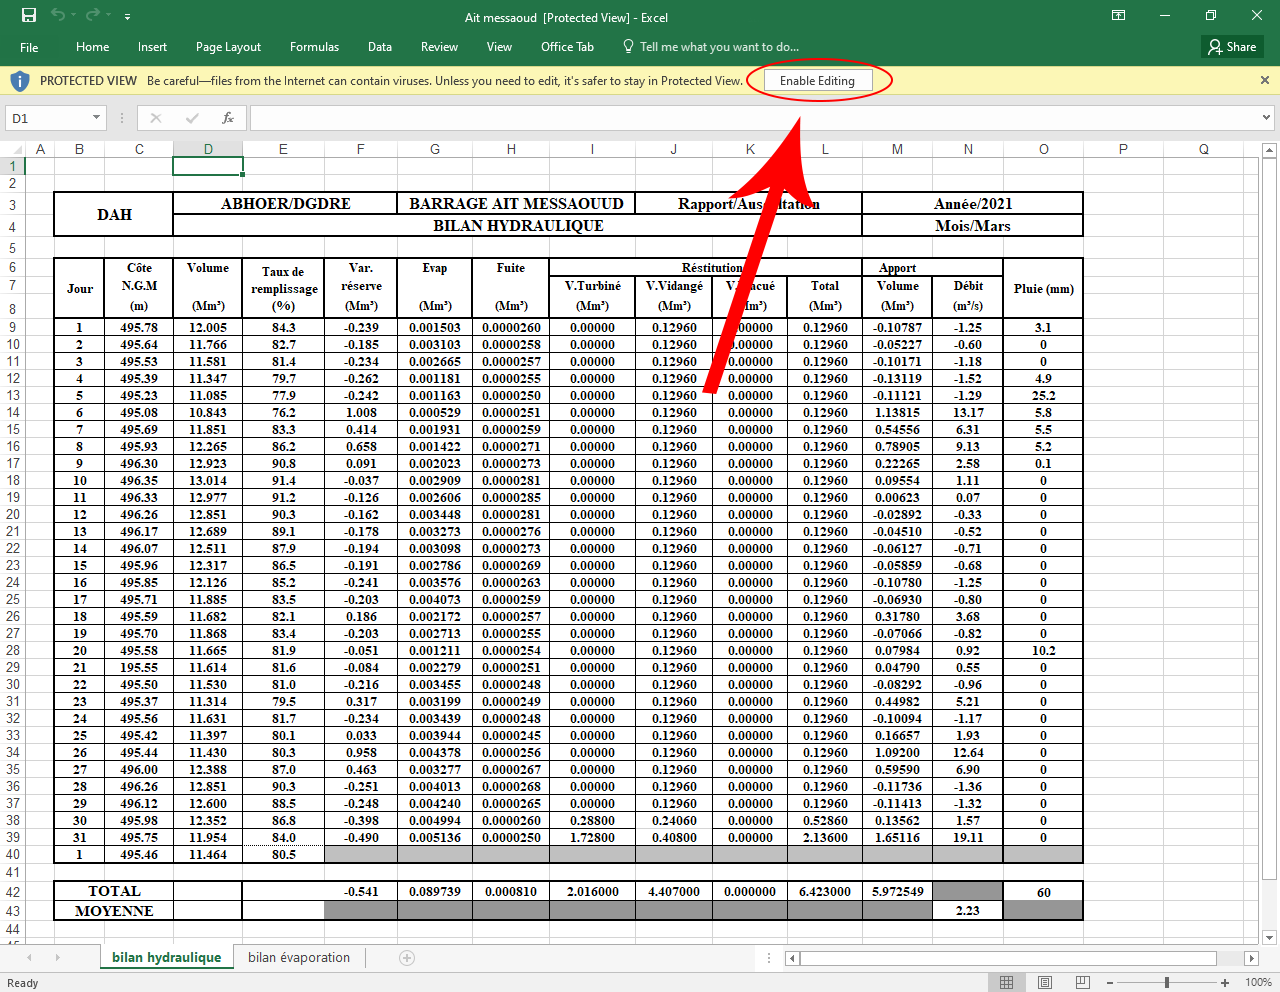 Ait messaoud [Protected View] - Excel
File Home Insert Page Layout Formulas Data Review View Office Tab Tell me what you want to do... Share
PROTECTED VIEW Be careful—files from the Internet can contain viruses. Unless you need to edit, it's safer to stay in Protected View. Enable Editing
D1 fx
A B C D E F G H I J K L M N O P Q
1
2
3 DAH ABHOER/DGDRE BARRAGE AIT MESSAOUUD Année/2021
4 BILAN HYDRAULIQUE Mois/Mars
5
6 Jour Côte Volume Taux de Var. Evap Fuite Réstitution Apport Pluie (mm)
7 N.G.M remplissage réserve V.Turbiné V.Vidangé Total Volume Débit
8 (m) (Mm³) (%) (Mm³) (Mm³) (Mm³) (Mm³) (Mm³) (Mm³) (Mm³) (m³/s)
9 1 495.78 12.005 84.3 -0.239 0.001503 0.0000260 0.00000 0.12960 0.12960 -0.10787 -1.25 3.1
10 2 495.64 11.766 82.7 -0.185 0.003103 0.0000258 0.00000 0.12960 0.00000 0.12960 -0.05227 -0.60 0
11 3 495.53 11.581 81.4 -0.234 0.002665 0.0000257 0.00000 0.12960 0.00000 0.12960 -0.10171 -1.18 0
12 4 495.39 11.347 79.7 -0.262 0.001181 0.0000255 0.00000 0.12960 0.00000 0.12960 -0.13119 -1.52 4.9
13 5 495.23 11.085 77.9 -0.242 0.001163 0.0000250 0.00000 0.12960 0.00000 0.12960 -0.11121 -1.29 25.2
14 6 495.08 10.843 76.2 1.008 0.000529 0.0000251 0.00000 0.12960 0.00000 0.12960 1.13815 13.17 5.8
15 7 495.69 11.851 83.3 0.414 0.001931 0.0000259 0.00000 0.12960 0.00000 0.12960 0.54556 6.31 5.5
16 8 495.93 12.265 86.2 0.658 0.001422 0.0000271 0.00000 0.12960 0.00000 0.12960 0.78905 9.13 5.2
17 9 496.30 12.923 90.8 0.091 0.002023 0.0000273 0.00000 0.12960 0.00000 0.12960 0.22265 2.58 0.1
18 10 496.35 13.014 91.4 -0.037 0.002909 0.0000281 0.00000 0.12960 0.00000 0.12960 0.09554 1.11 0
19 11 496.33 12.977 91.2 -0.126 0.002606 0.0000285 0.00000 0.12960 0.00000 0.12960 0.00623 0.07 0
20 12 496.26 12.851 90.3 -0.162 0.003448 0.0000281 0.00000 0.12960 0.00000 0.12960 -0.02892 -0.33 0
21 13 496.17 12.689 89.1 -0.178 0.003273 0.0000276 0.00000 0.12960 0.00000 0.12960 -0.04510 -0.52 0
22 14 496.07 12.511 87.9 -0.194 0.003098 0.0000273 0.00000 0.12960 0.00000 0.12960 -0.06127 -0.71 0
23 15 495.96 12.317 86.5 -0.191 0.002786 0.0000269 0.00000 0.12960 0.00000 0.12960 -0.05859 -0.68 0
24 16 495.85 12.126 85.2 -0.241 0.003576 0.0000263 0.00000 0.12960 0.00000 0.12960 -0.10780 -1.25 0
25 17 495.71 11.885 83.5 -0.203 0.004073 0.0000259 0.00000 0.12960 0.00000 0.12960 -0.06930 -0.80 0
26 18 495.59 11.682 82.1 0.186 0.002172 0.0000257 0.00000 0.12960 0.00000 0.12960 0.31780 3.68 0
27 19 495.70 11.868 83.4 -0.203 0.002713 0.0000255 0.00000 0.12960 0.00000 0.12960 -0.07066 -0.82 0
28 20 495.58 11.665 81.9 -0.051 0.001211 0.0000254 0.00000 0.12960 0.00000 0.12960 0.07984 0.92 10.2
29 21 195.55 11.614 81.6 -0.084 0.002279 0.0000251 0.00000 0.12960 0.00000 0.12960 0.04790 0.55 0
30 22 495.50 11.530 81.0 -0.216 0.003455 0.0000248 0.00000 0.12960 0.00000 0.12960 -0.08292 -0.96 0
31 23 495.37 11.314 79.5 0.317 0.003199 0.0000249 0.00000 0.12960 0.00000 0.12960 0.44982 5.21 0
32 24 495.56 11.631 81.7 -0.234 0.003439 0.0000248 0.00000 0.12960 0.00000 0.12960 -0.10094 -1.17 0
33 25 495.42 11.397 80.1 0.033 0.003944 0.0000245 0.00000 0.12960 0.00000 0.12960 0.16657 1.93 0
34 26 495.44 11.430 80.3 0.958 0.004378 0.0000256 0.00000 0.12960 0.00000 0.12960 1.09200 12.64 0
35 27 496.00 12.388 87.0 0.463 0.003277 0.0000267 0.00000 0.12960 0.00000 0.12960 0.59590 6.90 0
36 28 496.26 12.851 90.3 -0.251 0.004013 0.0000268 0.00000 0.12960 0.00000 0.12960 -0.11736 -1.36 0
37 29 496.12 12.600 88.5 -0.248 0.004240 0.0000265 0.00000 0.12960 0.00000 0.12960 -0.11413 -1.32 0
38 30 495.98 12.352 86.8 -0.398 0.004994 0.0000260 0.28800 0.24060 0.00000 0.52860 0.13562 1.57 0
39 31 495.75 11.954 84.0 -0.490 0.005136 0.0000250 1.72800 0.40800 0.00000 2.13600 1.65116 19.11 0
40 1 495.46 11.464 80.5
41
42 TOTAL -0.541 0.089739 0.000810 2.016000 4.407000 0.000000 6.423000 5.972549 60
43 MOYENNE 2.23
44
bilan hydraulique bilan évaporation
Ready 100%